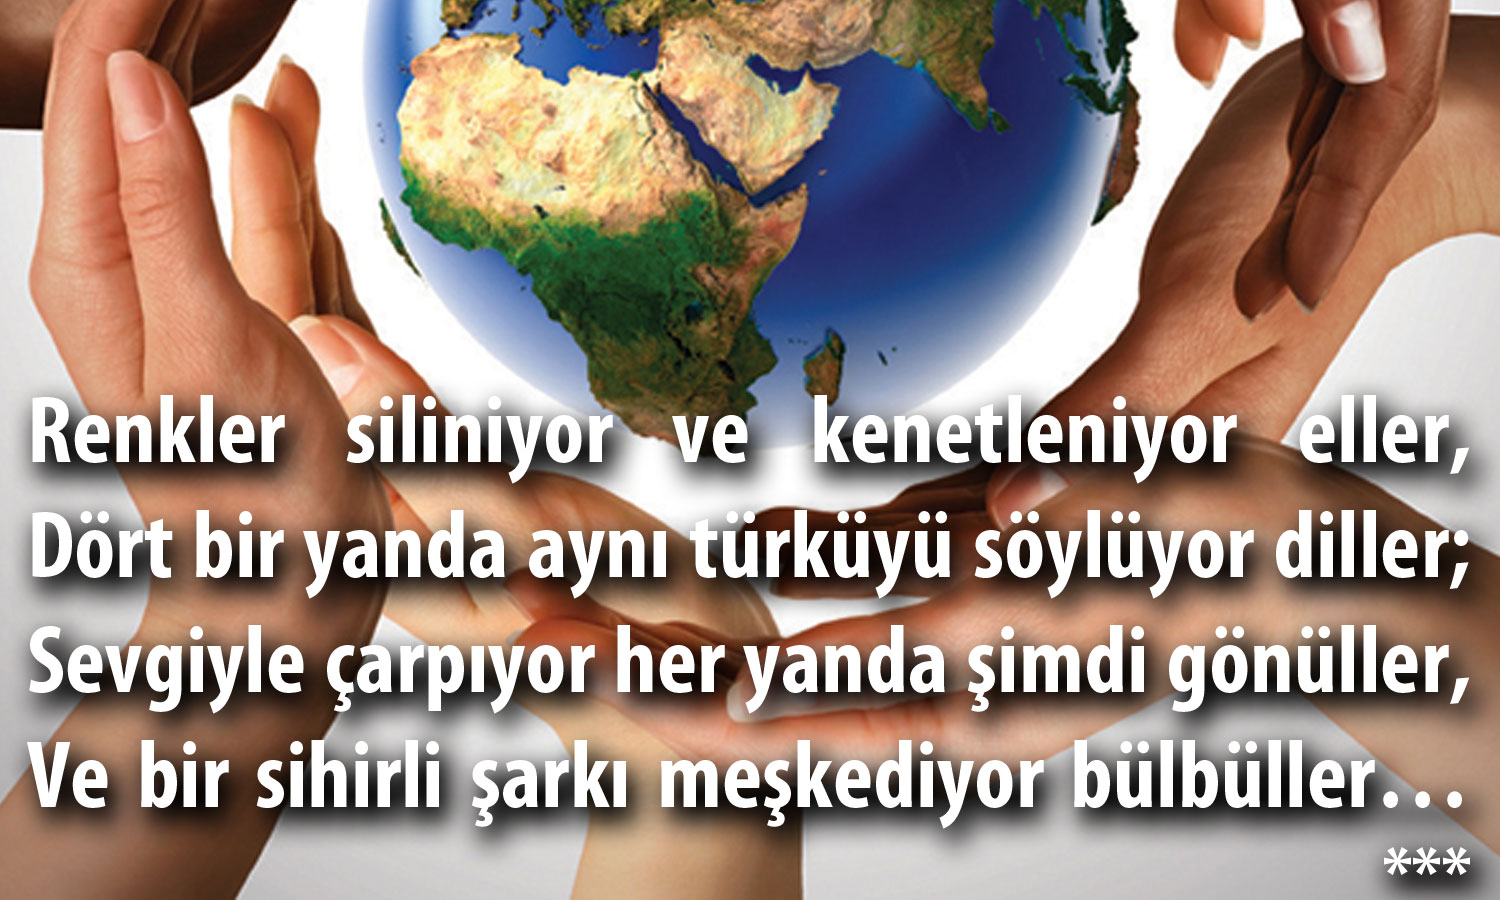 Renkler siliniyor ve kenetleniyor eller,
Dört bir yanda aynı türküyü söylüyor diller;
Sevgiyle çarpıyor her yanda şimdi gönüller,
Ve bir sihirli şarkı meşkediyor bülbüller…
***